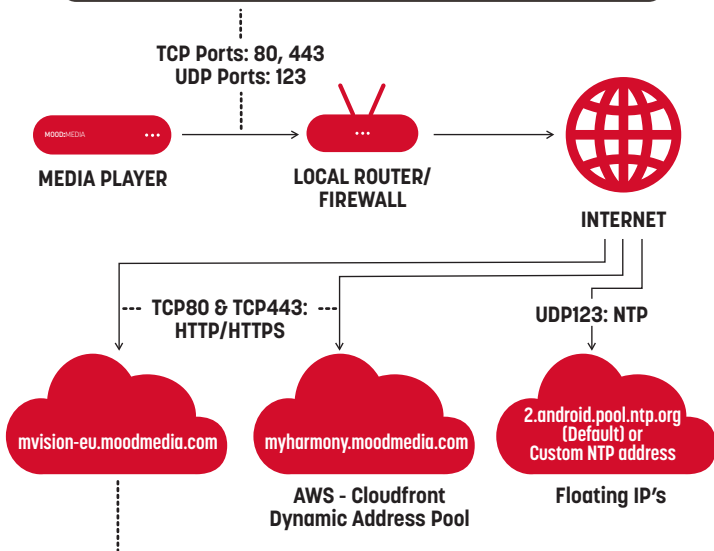 TCP Ports: 80, 443
UDP Ports: 123
MOOD:MEDIA
MEDIA PLAYER
LOCAL ROUTER/
FIREWALL
INTERNET
TCP80 & TCP443:
HTTP/HTTPS
UDP123: NTP
mvision-eu.moodmedia.com
myharmony.moodmedia.com
2.android.pool.ntp.org
(Default) or
Custom NTP address
AWS - Cloudfront
Dynamic Address Pool
Floating IP's